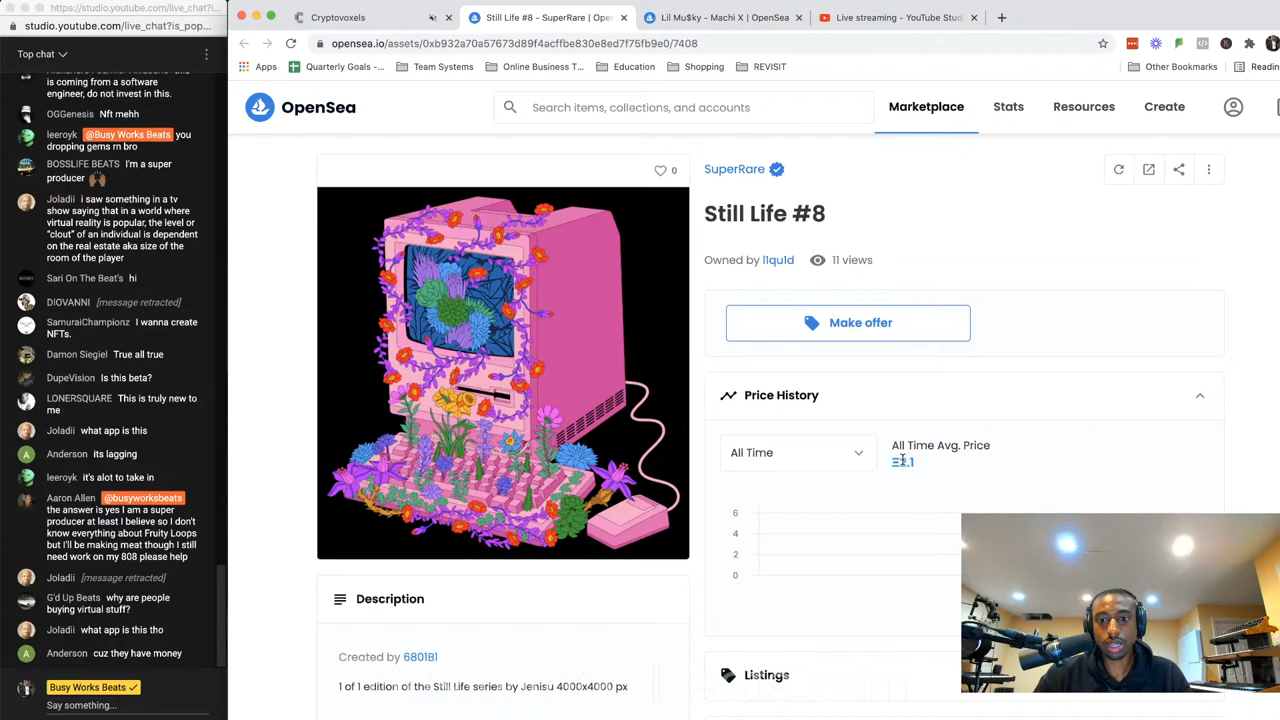 https://studio.youtube.com/live_chat?i...
studio.youtube.com/live_chat?is_pop...
Top chat
is coming from a software
engineer, do not invest in this.
OGGenesis Nft mehh
leeroyk @Busy Works Beats you
dropping gems rn bro
BOSSLIFE BEATS I'm a super
producer
Joladii i saw something in a tv
show saying that in a world where
virtual reality is popular, the level or
“clout” of an individual is dependent
on the real estate aka size of the
room of the player
Sari On The Beat's hi
DIOVANNI [message retracted]
SamuraiChampionz I wanna create
NFTs.
Damon Siegel True all true
DupeVision Is this beta?
LONERSQUARE This is truly new to
me
Joladii what app is this
Anderson its lagging
leeroyk it's alot to take in
Aaron Allen @busyworksbeats
the answer is yes I am a super
producer at least I believe so I don't
know everything about Fruity Loops
but I'll be making meat though I still
need work on my 808 please help
Joladii [message retracted]
G'd Up Beats why are people
buying virtual stuff?
Joladii what app is this tho
Anderson cuz they have money
Busy Works Beats
Say something...
Cryptovoxels
Still Life #8 - SuperRare | Open
Lil Mu$ky - Machi X | OpenSea
Live streaming - YouTube Studi
opensea.io/assets/0xb932a70a57673d89f4acffbe830e8ed7f75fb9e0/7408
Apps
Quarterly Goals -...
Team Systems
Online Business T...
Education
Shopping
REVISIT
Other Bookmarks
Readin
OpenSea
Search items, collections, and accounts
Marketplace
Stats
Resources
Create
0
SuperRare
Still Life #8
Owned by l1qu1d
11 views
Make offer
Price History
All Time
All Time Avg. Price
6
4
2
0
Description
Created by 6801B1
1 of 1 edition of the Still Life series by Jenisu 4000x4000 px
Listings